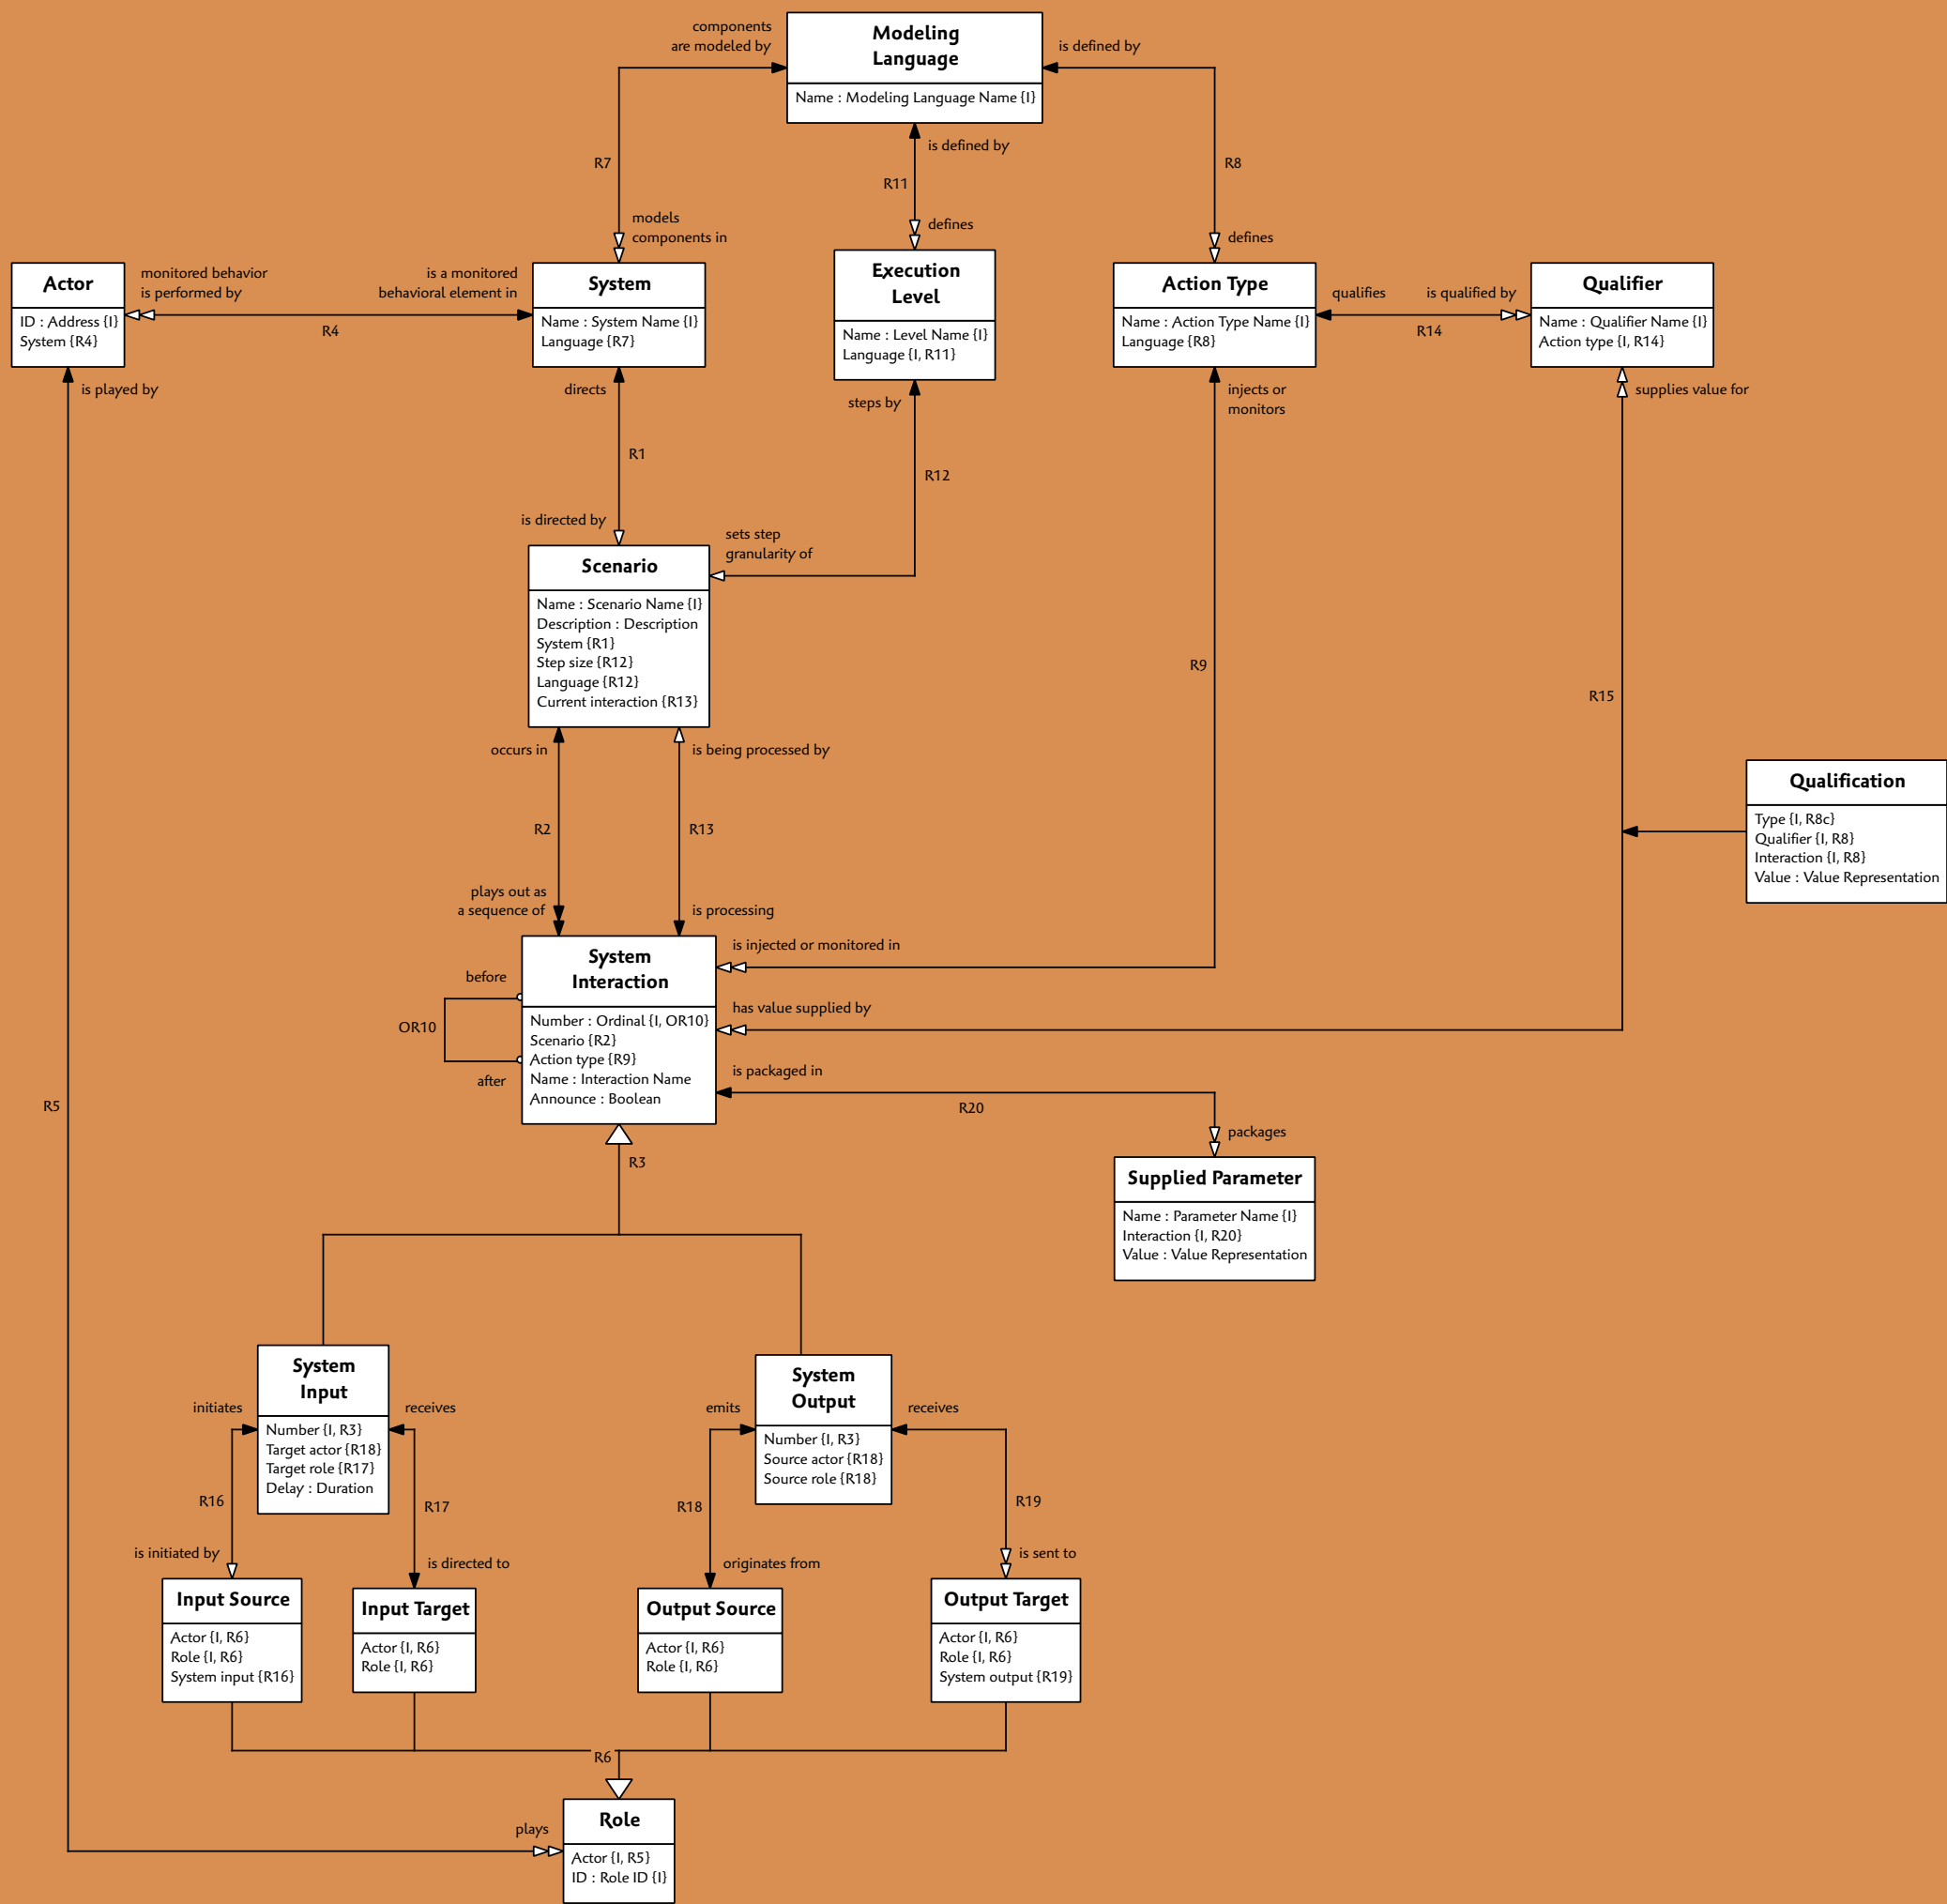 components
are modeled by
Modeling
Language
Name : Modeling Language Name {I}
is defined by
R7
is defined by
R11
R8
models
components in
defines
defines
Actor
ID : Address {I}
System {R4}
monitored behavior
is performed by
is a monitored
behavioral element in
R4
System
Name : System Name {I}
Language {R7}
Execution
Level
Name : Level Name {I}
Language {I, R11}
Action Type
Name : Action Type Name {I}
Language {R8}
qualifies
is qualified by
R14
Qualifier
Name : Qualifier Name {I}
Action type {I, R14}
is played by
directs
steps by
injects or
monitors
supplies value for
R1
R12
is directed by
sets step
granularity of
Scenario
Name : Scenario Name {I}
Description : Description
System {R1}
Step size {R12}
Language {R12}
Current interaction {R13}
R9
R15
occurs in
is being processed by
Qualification
Type {I, R8c}
Qualifier {I, R8}
Interaction {I, R8}
Value : Value Representation
R2
R13
plays out as
a sequence of
is processing
System
Interaction
Number : Ordinal {I, OR10}
Scenario {R2}
Action type {R9}
Name : Interaction Name
Announce : Boolean
is injected or monitored in
before
OR10
after
has value supplied by
is packaged in
R20
R5
packages
R3
Supplied Parameter
Name : Parameter Name {I}
Interaction {I, R20}
Value : Value Representation
System
Input
Number {I, R3}
Target actor {R18}
Target role {R17}
Delay : Duration
initiates
receives
System
Output
Number {I, R3}
Source actor {R18}
Source role {R18}
emits
receives
R16
R17
R18
R19
is initiated by
is directed to
originates from
is sent to
Input Source
Actor {I, R6}
Role {I, R6}
System input {R16}
Input Target
Actor {I, R6}
Role {I, R6}
Output Source
Actor {I, R6}
Role {I, R6}
Output Target
Actor {I, R6}
Role {I, R6}
System output {R19}
R6
plays
Role
Actor {I, R5}
ID : Role ID {I}